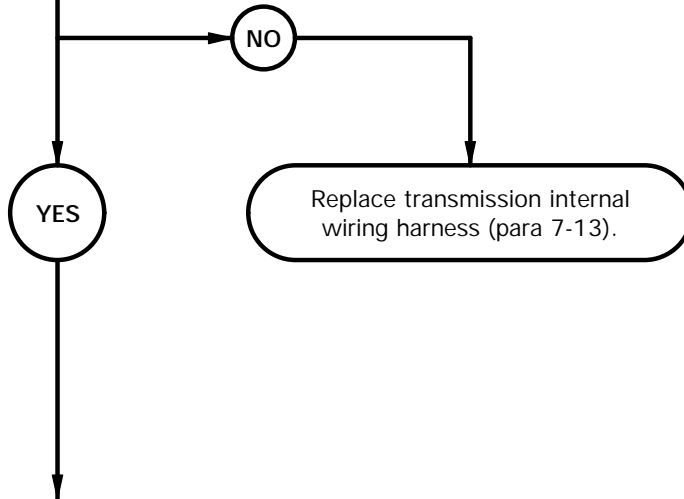 NO
YES
Replace transmission internal
wiring harness (para 7-13).